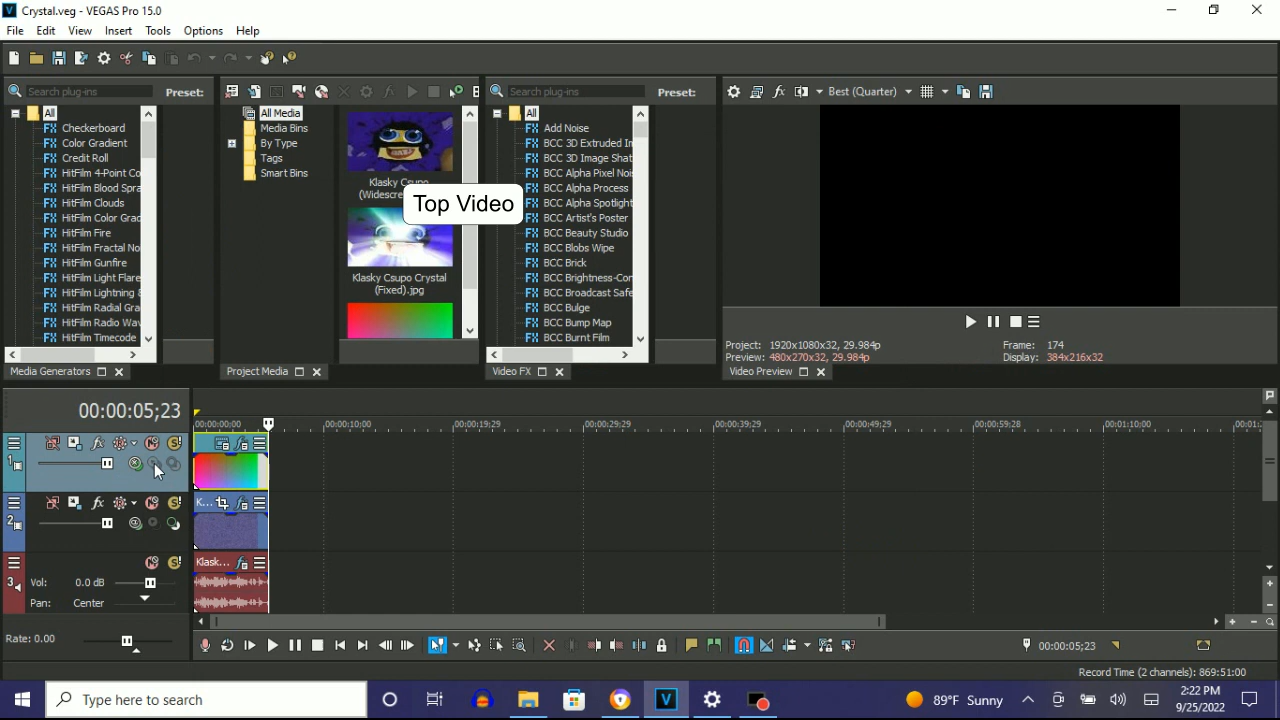 Crystal.veg - VEGAS Pro 15.0
File Edit View Insert Tools Options Help
Search plug-ins Preset:
All
Checkerboard
Color Gradient
Credit Roll
HitFilm 4-Point Co
HitFilm Blood Spra
HitFilm Clouds
HitFilm Color Grad
HitFilm Fire
HitFilm Fractal No
HitFilm Gunfire
HitFilm Light Flare
HitFilm Lightning &
HitFilm Radial Gra
HitFilm Radio Wav
HitFilm Timecode
Media Generators
All Media
Media Bins
By Type
Tags
Smart Bins
Klasky Csupo
(Widescre
Klasky Csupo Crystal
(Fixed).jpg
Project Media
Top Video
Search plug-ins Preset:
All
Add Noise
BCC 3D Extruded In
BCC 3D Image Shat
BCC Alpha Pixel Noi
BCC Alpha Process
BCC Alpha Spotlight
BCC Artist's Poster
BCC Beauty Studio
BCC Blobs Wipe
BCC Brick
BCC Brightness-Con
BCC Broadcast Safe
BCC Bulge
BCC Bump Map
BCC Burnt Film
Video FX
Best (Quarter)
Project: 1920x1080x32, 29.984p Frame: 174
Preview: 480x270x32, 29.984p Display: 384x216x32
Video Preview
00:00:05;23
00:00:00;00 00:00:10;00 00:00:19;29 00:00:29;29 00:00:39;29 00:00:49;29 00:00:59;28 00:01:10;00 00:01:
1
2 K...
3 Klask...
Vol: 0.0 dB
Pan: Center
Rate: 0.00
00:00:05;23
Record Time (2 channels): 869:51:00
Type here to search
89°F Sunny
2:22 PM
9/25/2022